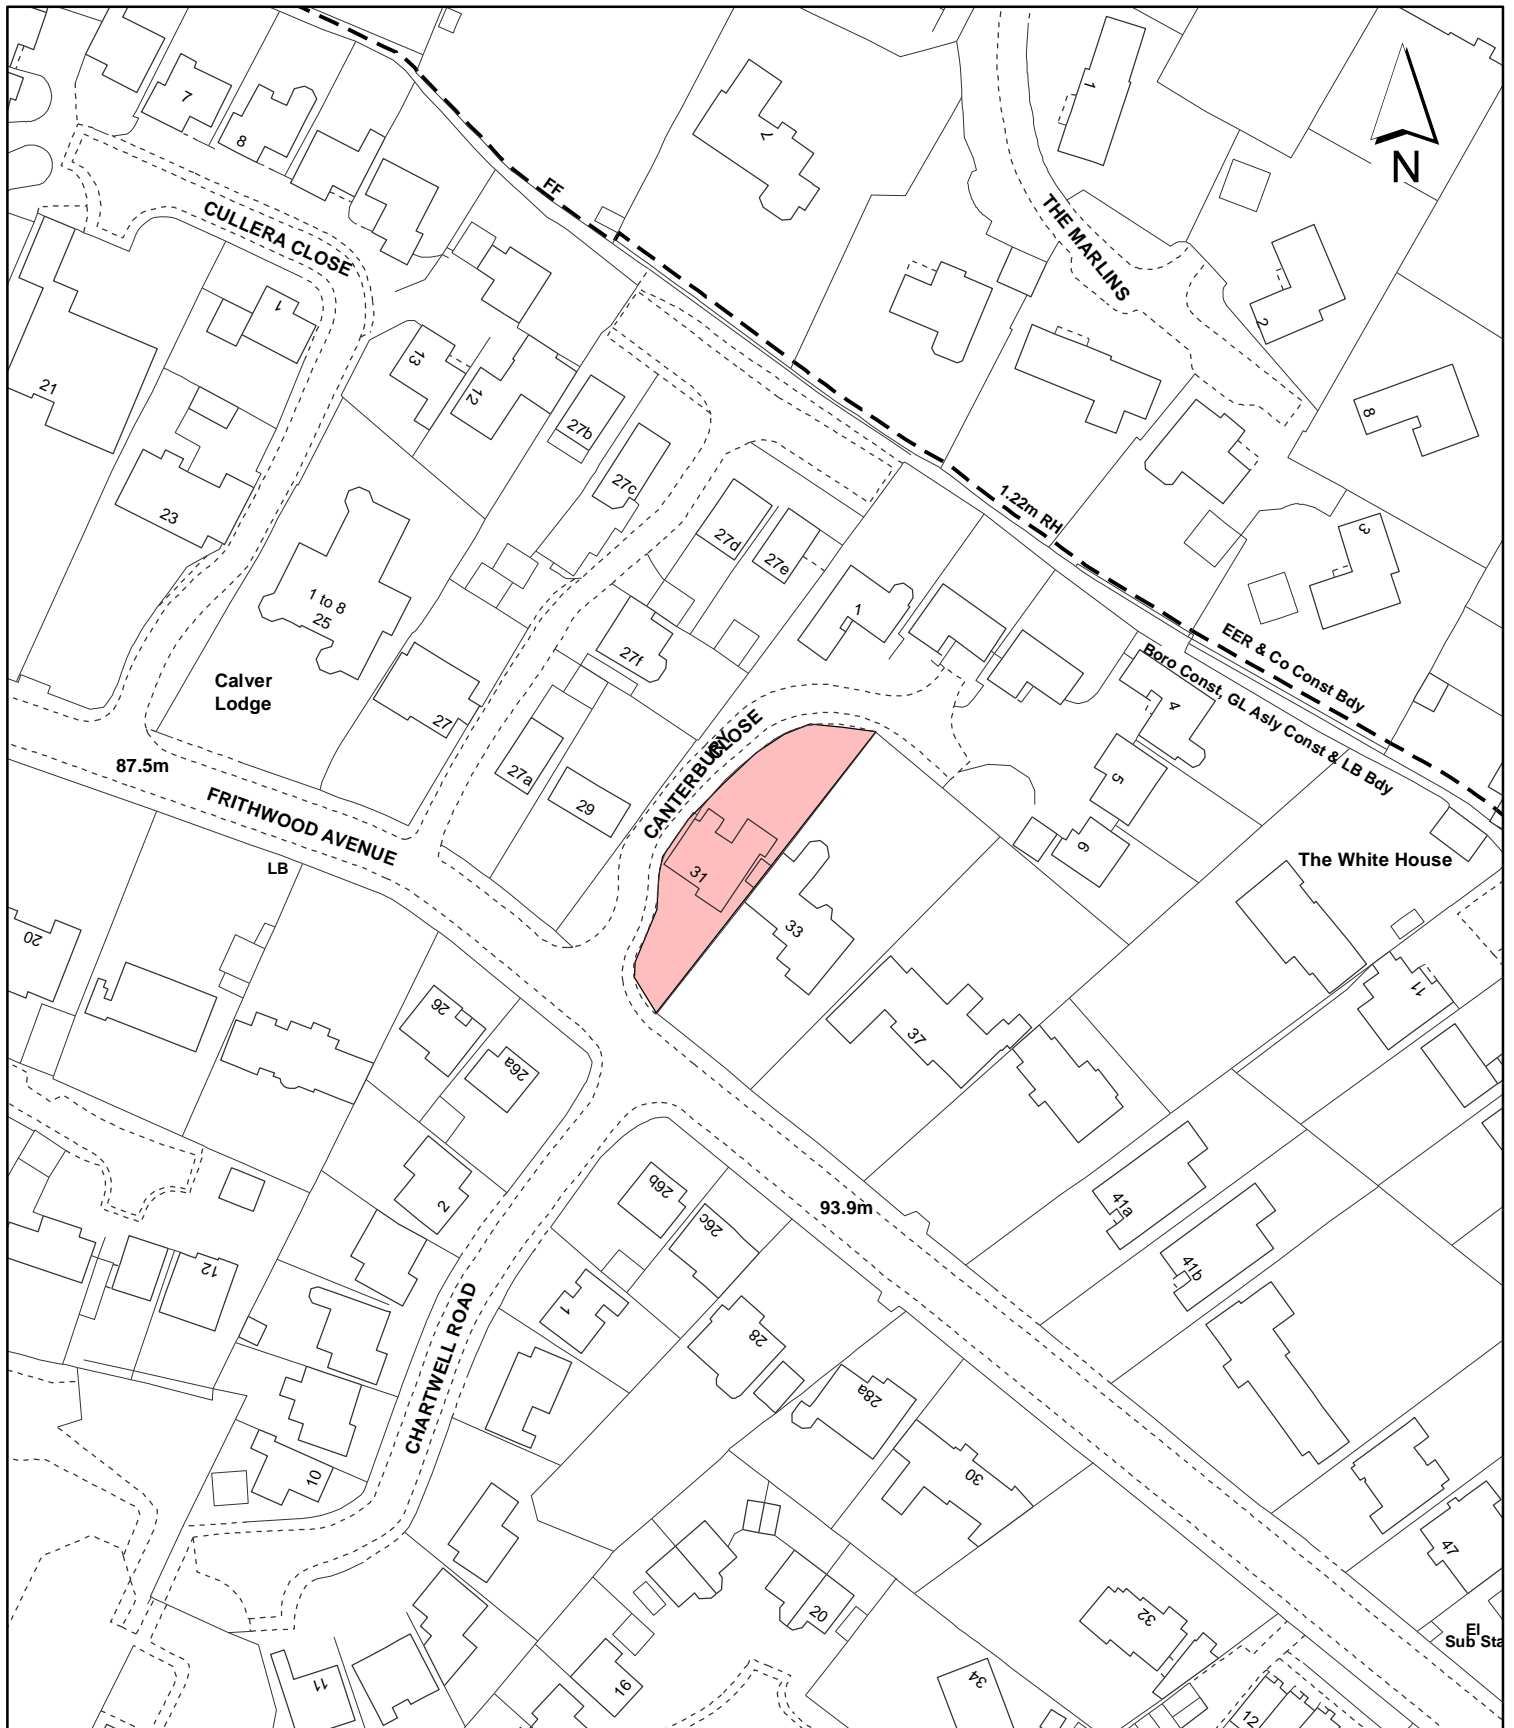 7
8
CULLERA CLOSE
FF
7
1
THE MARLINS
N
2
1
13
12
21
27b
8
23
27c
27d
27e
1.22m RH
3
1 to 8
25
1
27f
EER & Co Const Bdy
Boro Const, GL Asly Const & LB Bdy
Calver
Lodge
27
4
CANTERBURY
CLOSE
87.5m
27a
29
5
FRITHWOOD AVENUE
LB
31
6
The White House
33
20
26
11
37
26a
2
26b
26c
93.9m
41a
41b
12
1
28
CHARTWELL ROAD
28a
10
30
47
20
32
El
Sub Sta
11
16
34
12